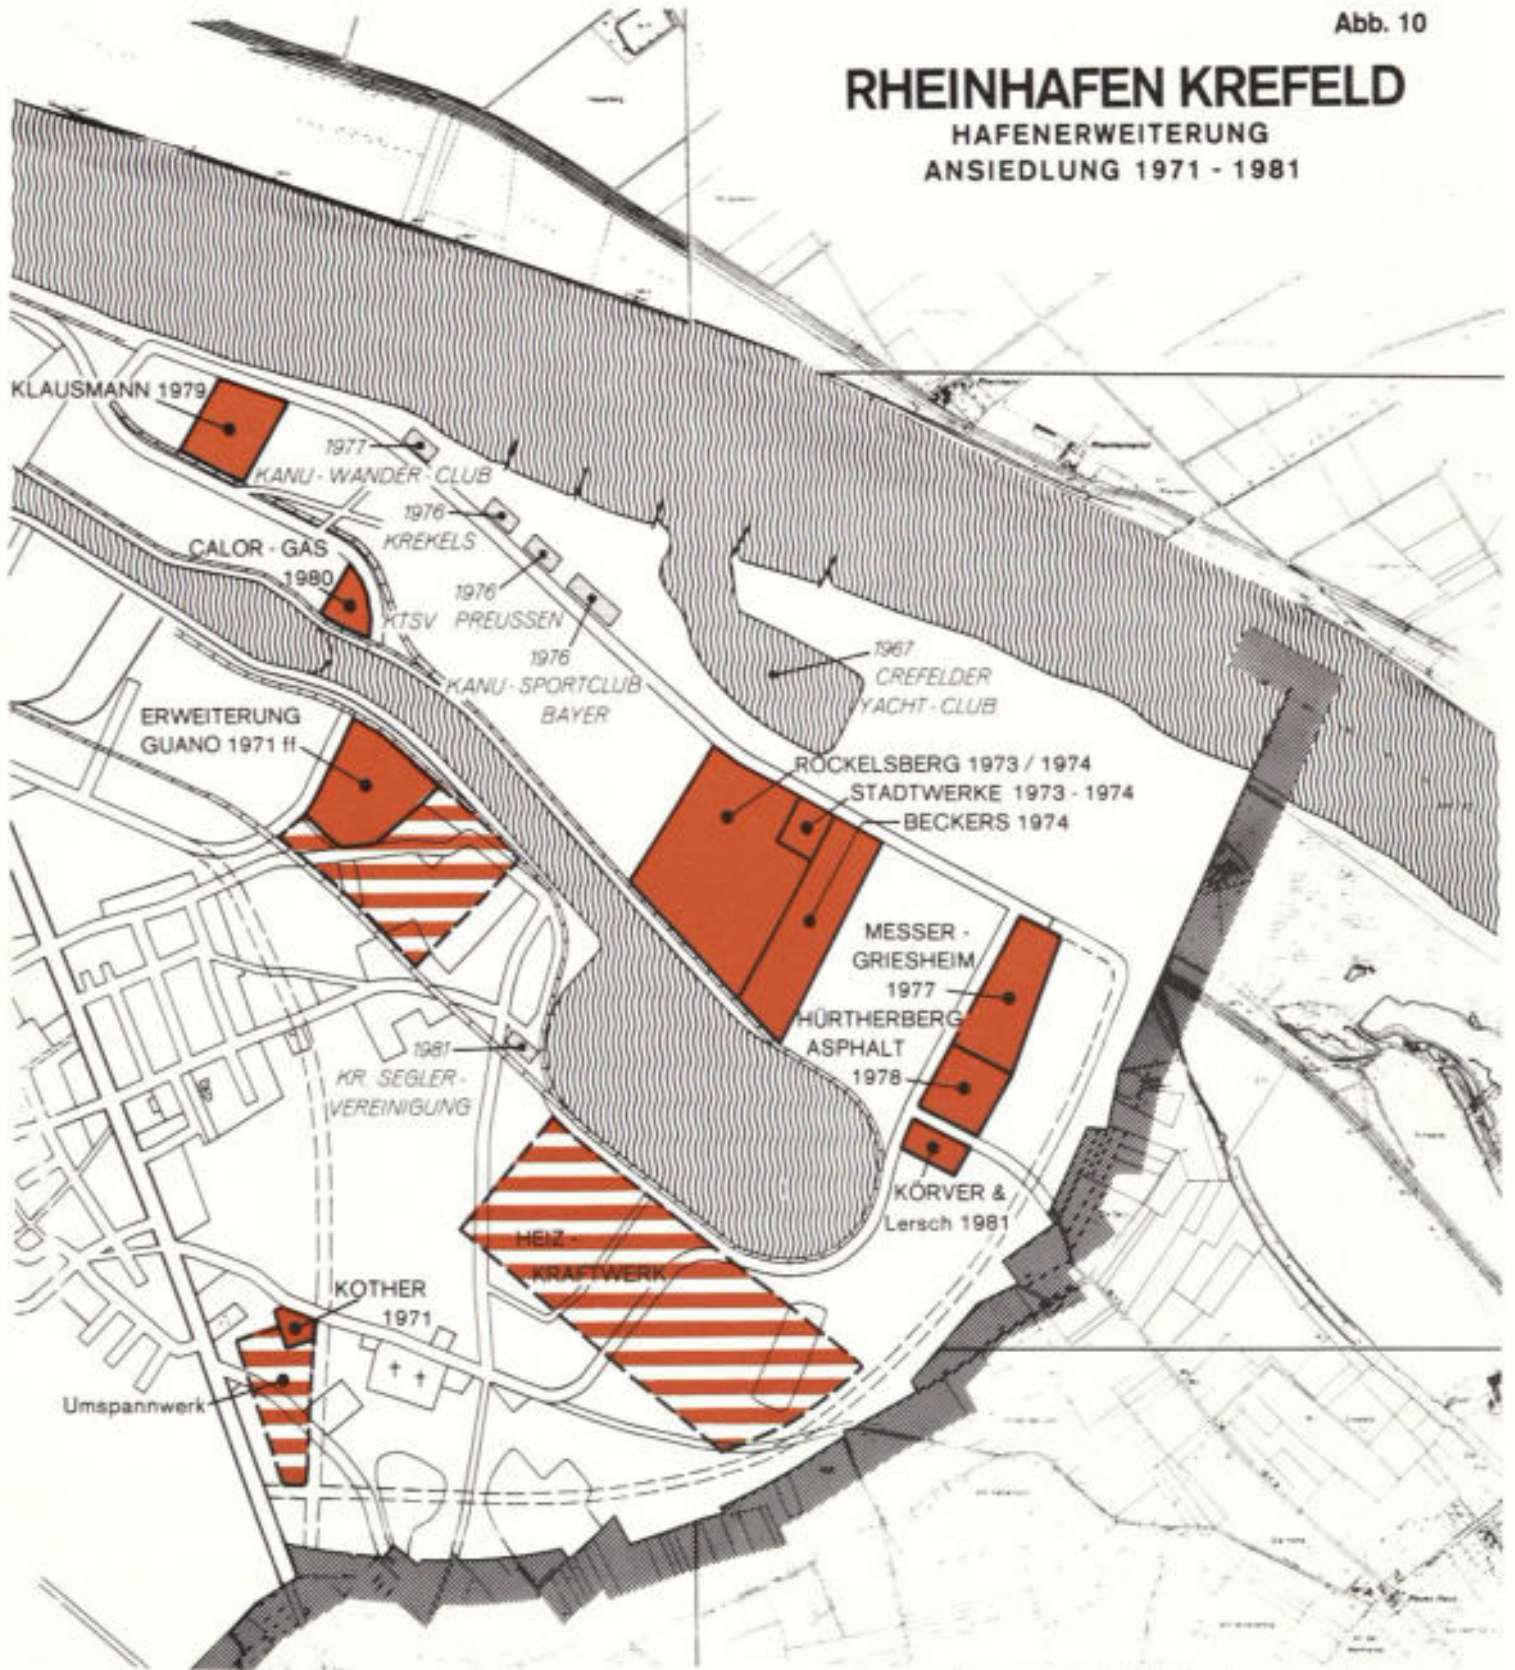 Abb. 10
RHEINHAFEN KREFELD
HAFENERWEITERUNG
ANSIEDLUNG 1971 - 1981
KLAUSMANN 1979
1977
KANU - WANDER - CLUB
1976
KREKELS
CALOR - GAS
1980
1976
KTSV PREUSSEN
1976
KANU - SPORTCLUB
BAYER
1967
CREFELDER
YACHT - CLUB
ERWEITERUNG
GUANO 1971 ff
ROCKELSBERG 1973 / 1974
STADTWERKE 1973 - 1974
BECKERS 1974
MESSER -
GRIESHEIM
1977
HÜRTHERBERG
ASPHALT
1978
1981
KR. SEGLER -
VEREINIGUNG
KÖRVER &
Lersch 1981
HEIZ -
KRAFTWERK
KOTHER
1971
Umspannwerk